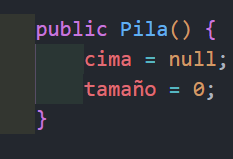 public Pila() {
    cima = null;
    tamaño = 0;
}